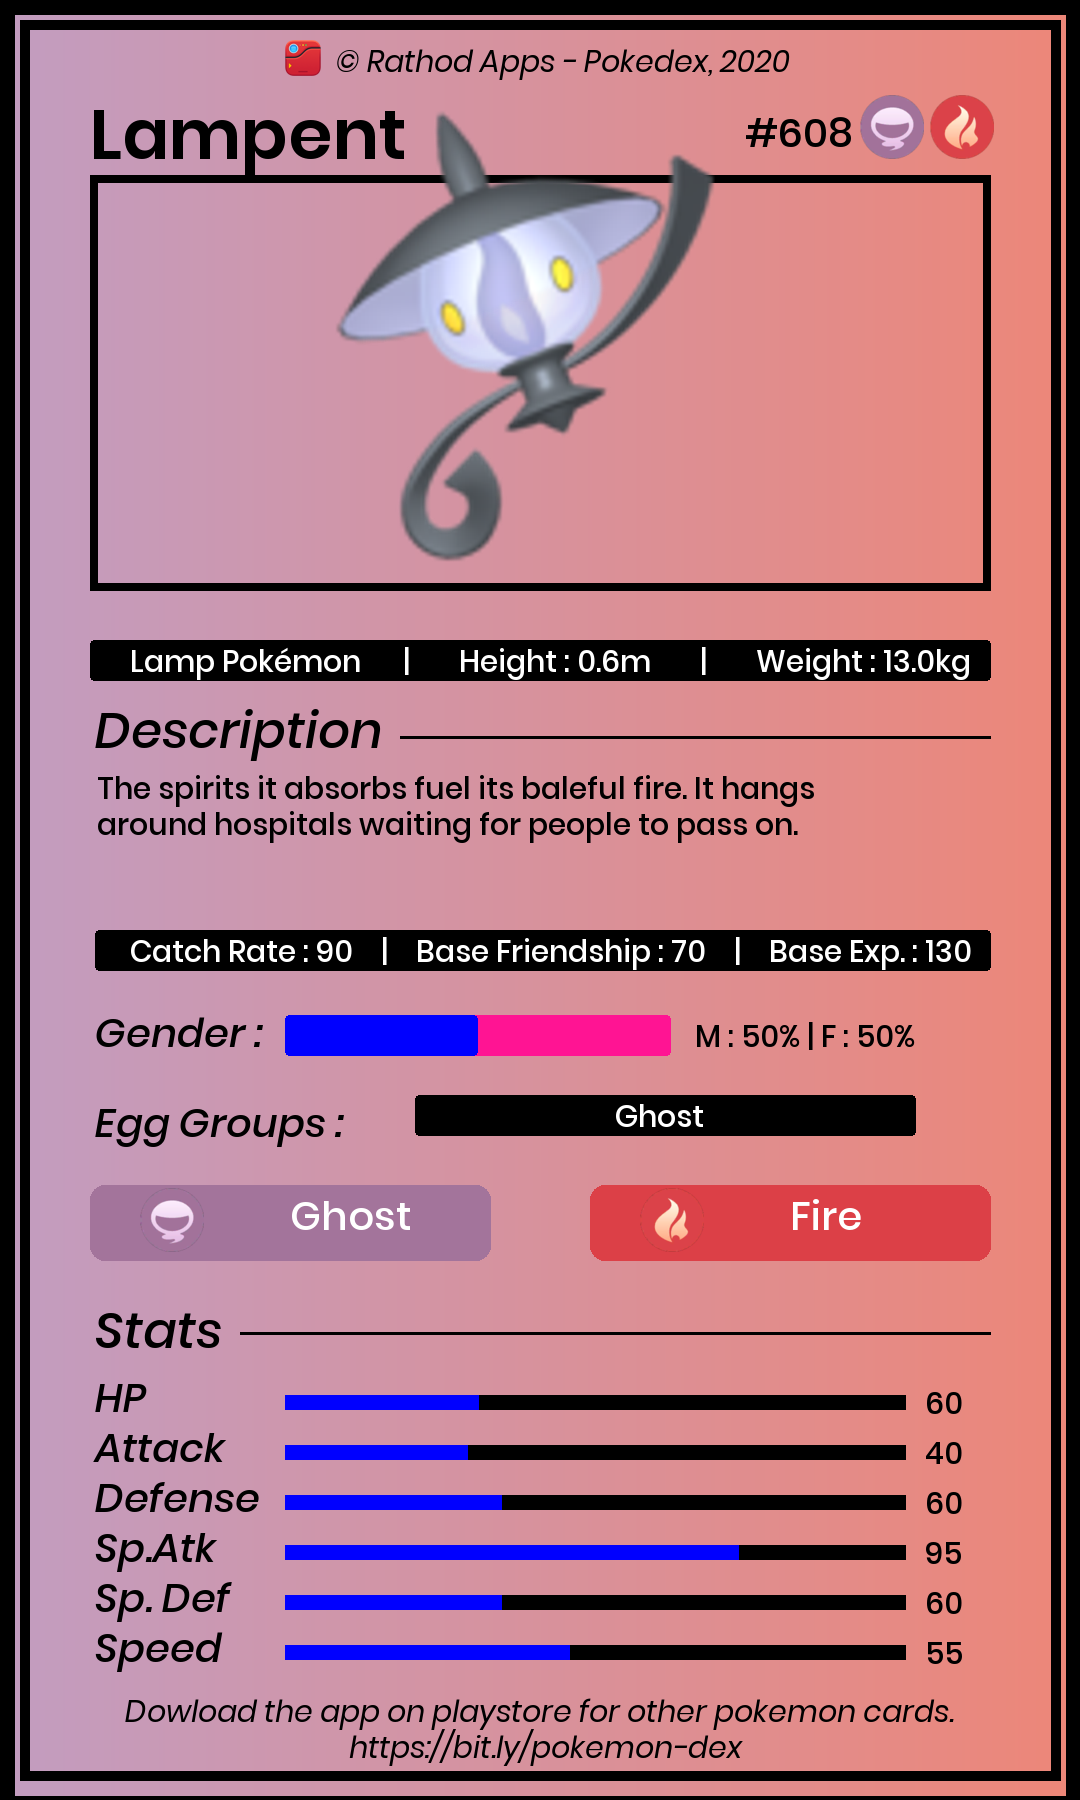 © Rathod Apps - Pokedex, 2020
Lampent #608
Lamp Pokémon | Height : 0.6m | Weight : 13.0kg
Description
The spirits it absorbs fuel its baleful fire. It hangs
around hospitals waiting for people to pass on.
Catch Rate : 90 | Base Friendship : 70 | Base Exp. : 130
Gender : M : 50% | F : 50%
Egg Groups : Ghost
Ghost Fire
Stats
HP 60
Attack 40
Defense 60
Sp.Atk 95
Sp. Def 60
Speed 55
Dowload the app on playstore for other pokemon cards.
https://bit.ly/pokemon-dex